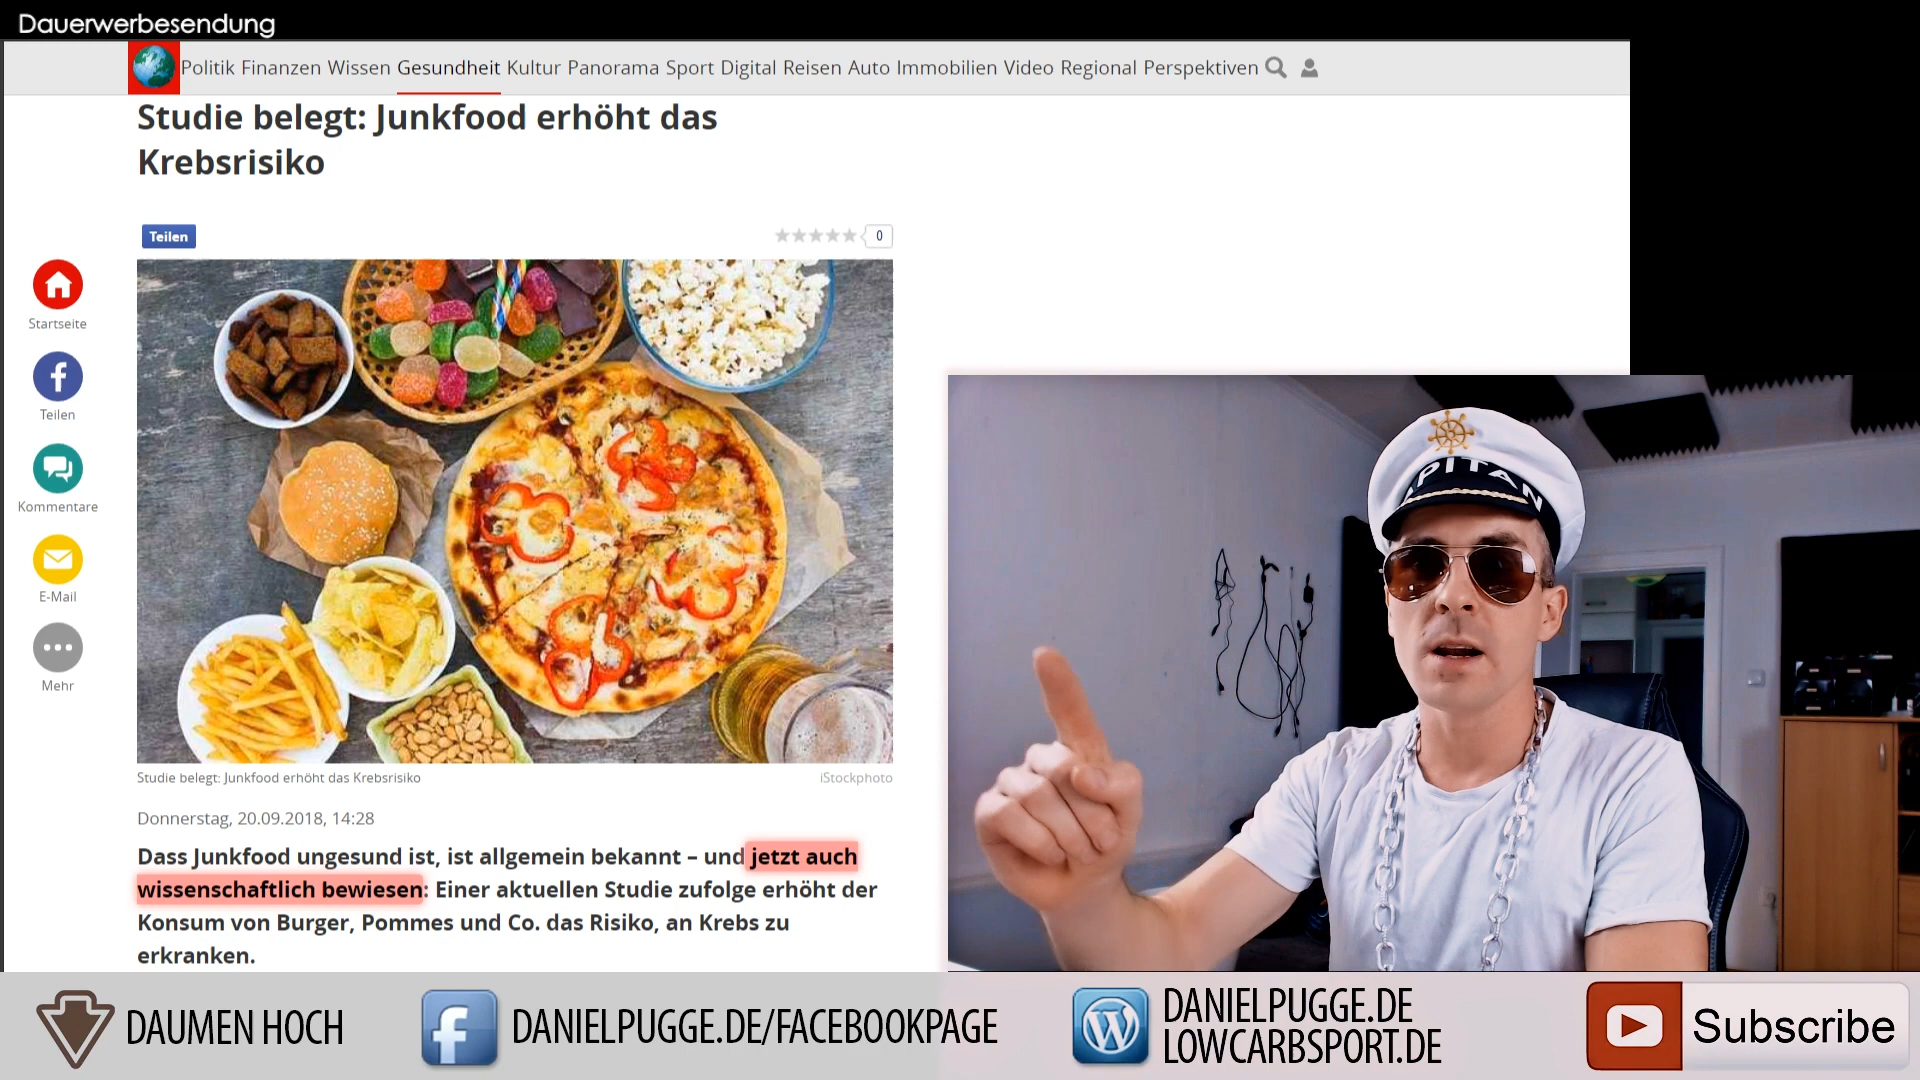 Dauerwerbesendung
Politik Finanzen Wissen Gesundheit Kultur Panorama Sport Digital Reisen Auto Immobilien Video Regional Perspektiven
Studie belegt: Junkfood erhöht das
Krebsrisiko
Teilen
0
Startseite
Teilen
Kommentare
E-Mail
Mehr
PITAN
Studie belegt: Junkfood erhöht das Krebsrisiko
iStockphoto
Donnerstag, 20.09.2018, 14:28
Dass Junkfood ungesund ist, ist allgemein bekannt – und jetzt auch
wissenschaftlich bewiesen: Einer aktuellen Studie zufolge erhöht der
Konsum von Burger, Pommes und Co. das Risiko, an Krebs zu
erkranken.
DAUMEN HOCH
DANIELPUGGE.DE/FACEBOOKPAGE
DANIELPUGGE.DE
LOWCARBSPORT.DE
Subscribe